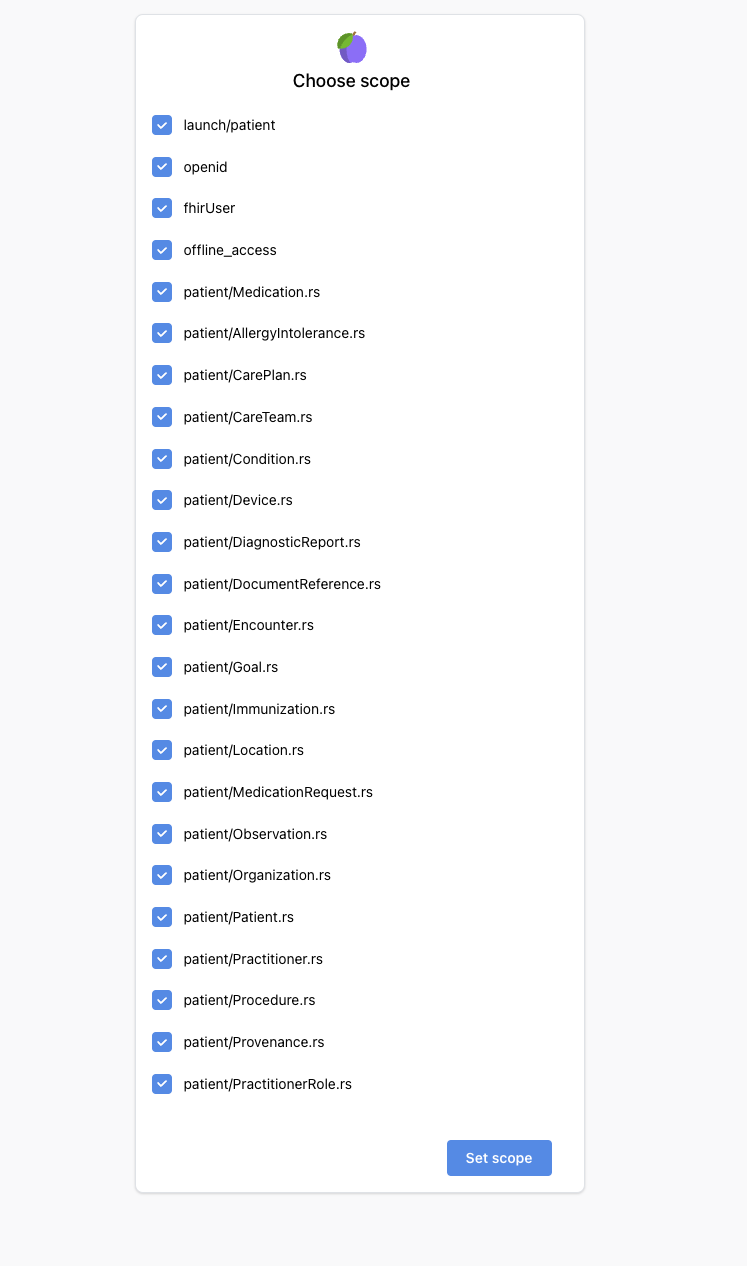 Choose scope
launch/patient
openid
fhirUser
offline_access
patient/Medication.rs
patient/AllergyIntolerance.rs
patient/CarePlan.rs
patient/CareTeam.rs
patient/Condition.rs
patient/Device.rs
patient/DiagnosticReport.rs
patient/DocumentReference.rs
patient/Encounter.rs
patient/Goal.rs
patient/Immunization.rs
patient/Location.rs
patient/MedicationRequest.rs
patient/Observation.rs
patient/Organization.rs
patient/Patient.rs
patient/Practitioner.rs
patient/Procedure.rs
patient/Provenance.rs
patient/PractitionerRole.rs
Set scope